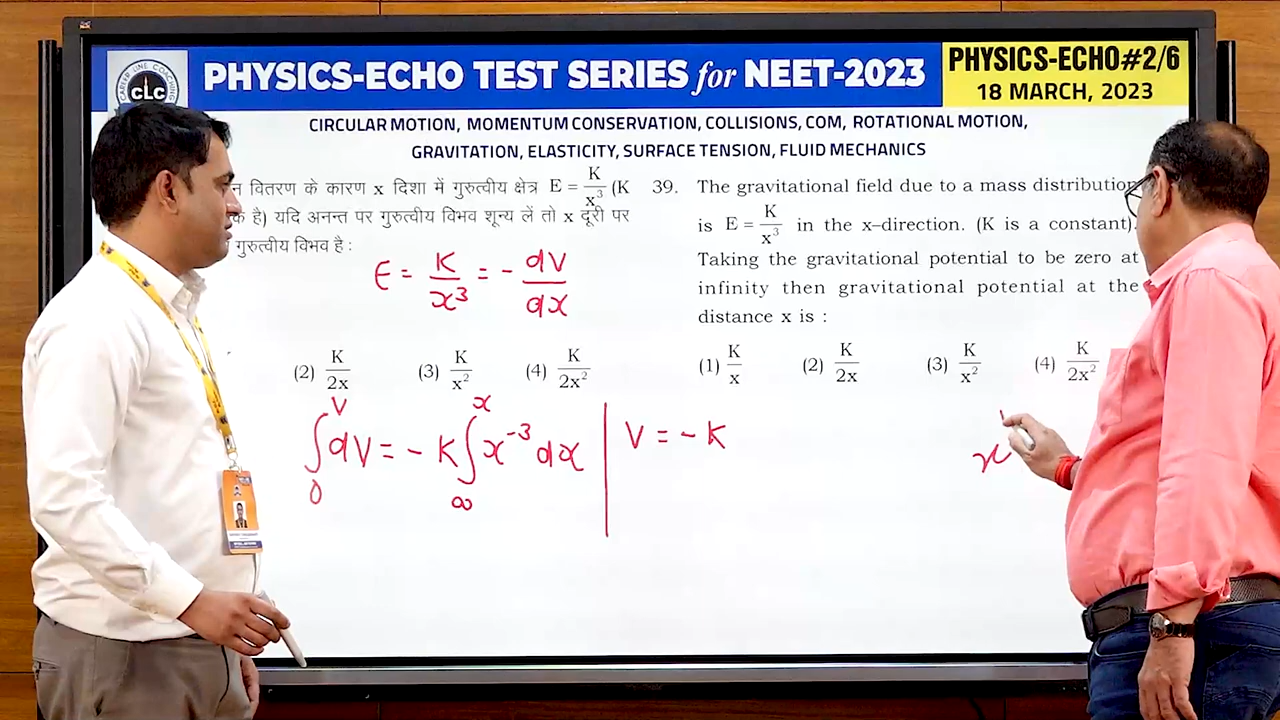 PHYSICS-ECHO TEST SERIES for NEET-2023
PHYSICS-ECHO#2/6
18 MARCH, 2023
CLC
CIRCULAR MOTION, MOMENTUM CONSERVATION, COLLISIONS, COM, ROTATIONAL MOTION,
GRAVITATION, ELASTICITY, SURFACE TENSION, FLUID MECHANICS
वितरण के कारण x दिशा में गुरुत्वीय क्षेत्र E = K/x³ (K
है) यदि अनन्त पर गुरुत्वीय विभव शून्य लें तो x दूरी पर
गुरुत्वीय विभव है :
(2) K/2x (3) K/x² (4) K/2x²
39. The gravitational field due to a mass distribution
is E = K/x³ in the x–direction. (K is a constant).
Taking the gravitational potential to be zero at
infinity then gravitational potential at the
distance x is :
(1) K/x (2) K/2x (3) K/x² (4) K/2x²
E = K/x³ = - dV/dx
∫₀ⱽ dV = - K ∫_∞^x x⁻³ dx
V = - K
x